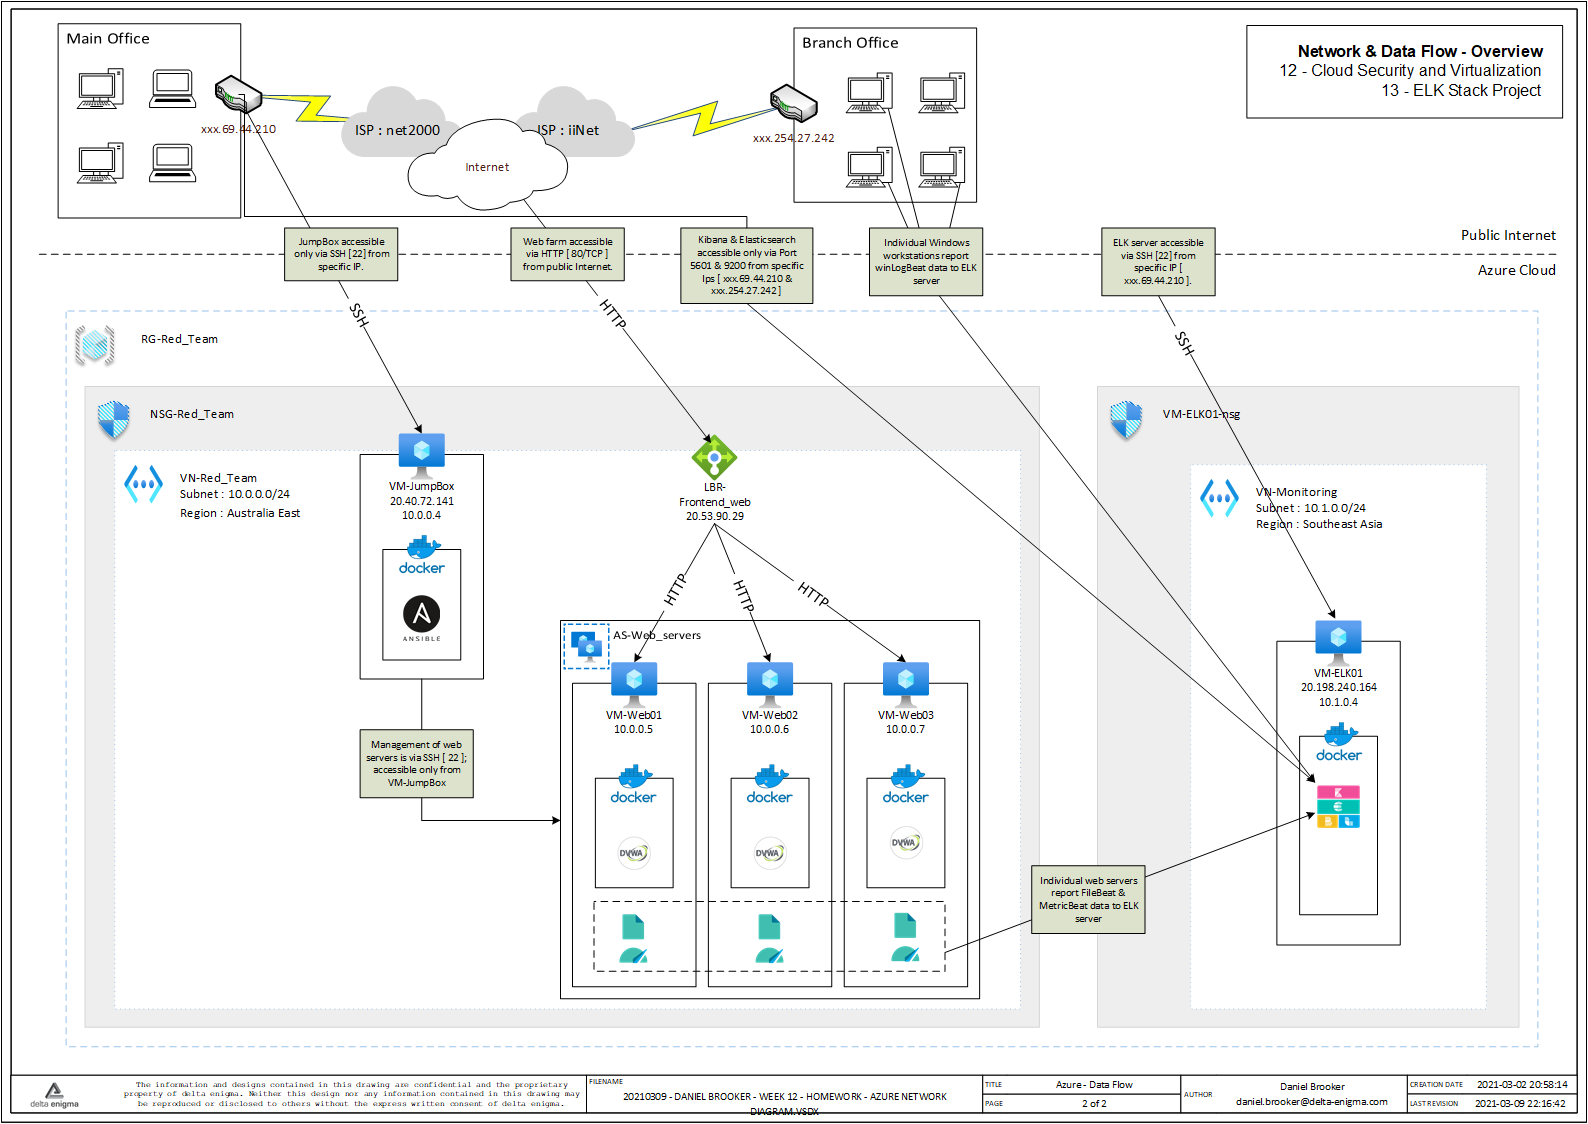 Main Office
xxx.69.44.210
ISP : net2000
ISP : iiNet
Internet
Branch Office
xxx.254.27.242
Network & Data Flow - Overview
12 - Cloud Security and Virtualization
13 - ELK Stack Project
Public Internet
Azure Cloud
JumpBox accessible
only via SSH [22] from
specific IP.
Web farm accessible
via HTTP [ 80/TCP ]
from public Internet.
Kibana & Elasticsearch
accessible only via Port
5601 & 9200 from specific
Ips [ xxx.69.44.210 &
xxx.254.27.242 ]
Individual Windows
workstations report
winLogBeat data to ELK
server
ELK server accessible
via SSH [22] from
specific IP [
xxx.69.44.210 ].
SSH
HTTP
SSH
RG-Red_Team
NSG-Red_Team
VM-ELK01-nsg
VN-Red_Team
Subnet : 10.0.0.0/24
Region : Australia East
VM-JumpBox
20.40.72.141
10.0.0.4
docker
ANSIBLE
LBR-
Frontend_web
20.53.90.29
HTTP
HTTP
HTTP
VN-Monitoring
Subnet : 10.1.0.0/24
Region : Southeast Asia
AS-Web_servers
VM-Web01
10.0.0.5
docker
DVWA
VM-Web02
10.0.0.6
docker
DVWA
VM-Web03
10.0.0.7
docker
DVWA
VM-ELK01
20.198.240.164
10.1.0.4
docker
Management of web
servers is via SSH [ 22 ];
accessible only from
VM-JumpBox
Individual web servers
report FileBeat &
MetricBeat data to ELK
server
delta enigma
The information and designs contained in this drawing are confidential and the proprietary
property of delta enigma. Neither this design nor any information contained in this drawing may
be reproduced or disclosed to others without the express written consent of delta enigma.
FILENAME
20210309 - DANIEL BROOKER - WEEK 12 - HOMEWORK - AZURE NETWORK
DIAGRAM.VSDX
TITLE
Azure - Data Flow
PAGE
2 of 2
AUTHOR
Daniel Brooker
daniel.brooker@delta-enigma.com
CREATION DATE
2021-03-02 20:58:14
LAST REVISION
2021-03-09 22:16:42